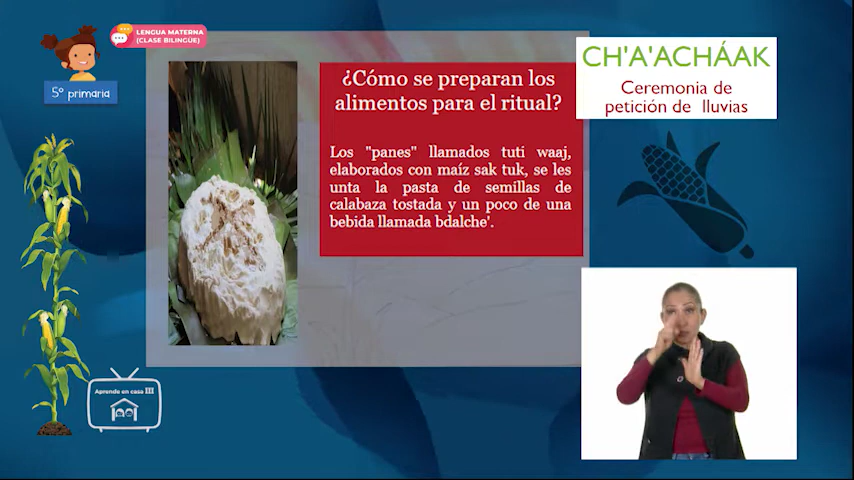 LENGUA MATERNA
(CLASE BILINGÜE)
5° primaria
¿Cómo se preparan los
alimentos para el ritual?
Los "panes" llamados tuti waaj,
elaborados con maíz sak tuk, se les
unta la pasta de semillas de
calabaza tostada y un poco de una
bebida llamada bdalche'.
CH'A'ACHÁAK
Ceremonia de
petición de lluvias
Aprende en casa III